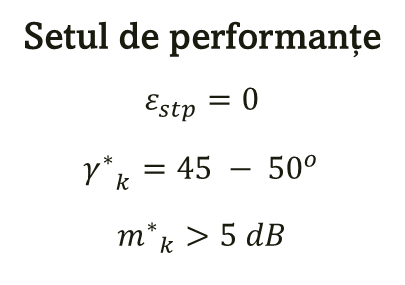 Setul de performanțe
ε_stp = 0
γ*_k = 45 − 50°
m*_k > 5 dB